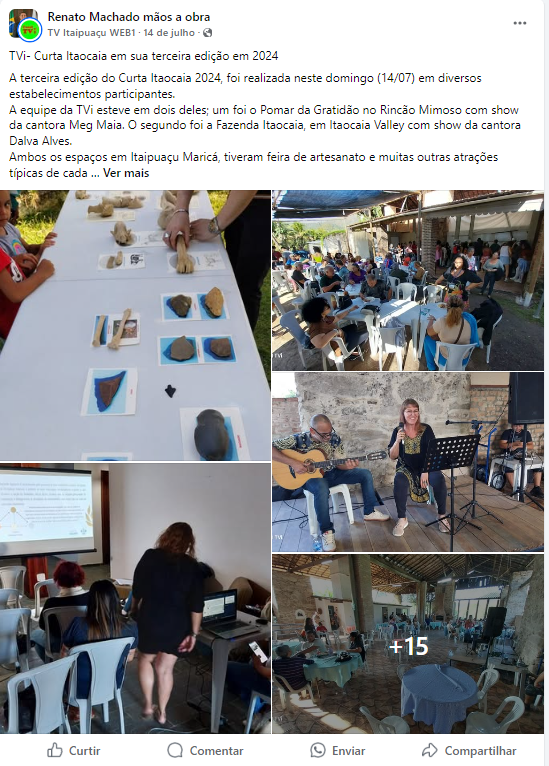 Renato Machado mãos a obra
TV Itaipuaçu WEB1 · 14 de julho ·
TVi- Curta Itaocaia em sua terceira edição em 2024
A terceira edição do Curta Itaocaia 2024, foi realizada neste domingo (14/07) em diversos
estabelecimentos participantes.
A equipe da TVi esteve em dois deles; um foi o Pomar da Gratidão no Rincão Mimoso com show
da cantora Meg Maia. O segundo foi a Fazenda Itaocaia, em Itaocaia Valley com show da cantora
Dalva Alves.
Ambos os espaços em Itaipuaçu Maricá, tiveram feira de artesanato e muitas outras atrações
típicas de cada ... Ver mais
+15
Curtir
Comentar
Enviar
Compartilhar